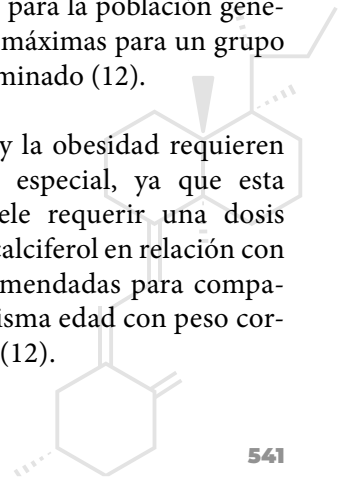 para la población gene-
máximas para un grupo
minado (12).
y la obesidad requieren
especial, ya que esta
ele requerir una dosis
calciferol en relación con
mendadas para compa-
isma edad con peso cor-
(12).
541